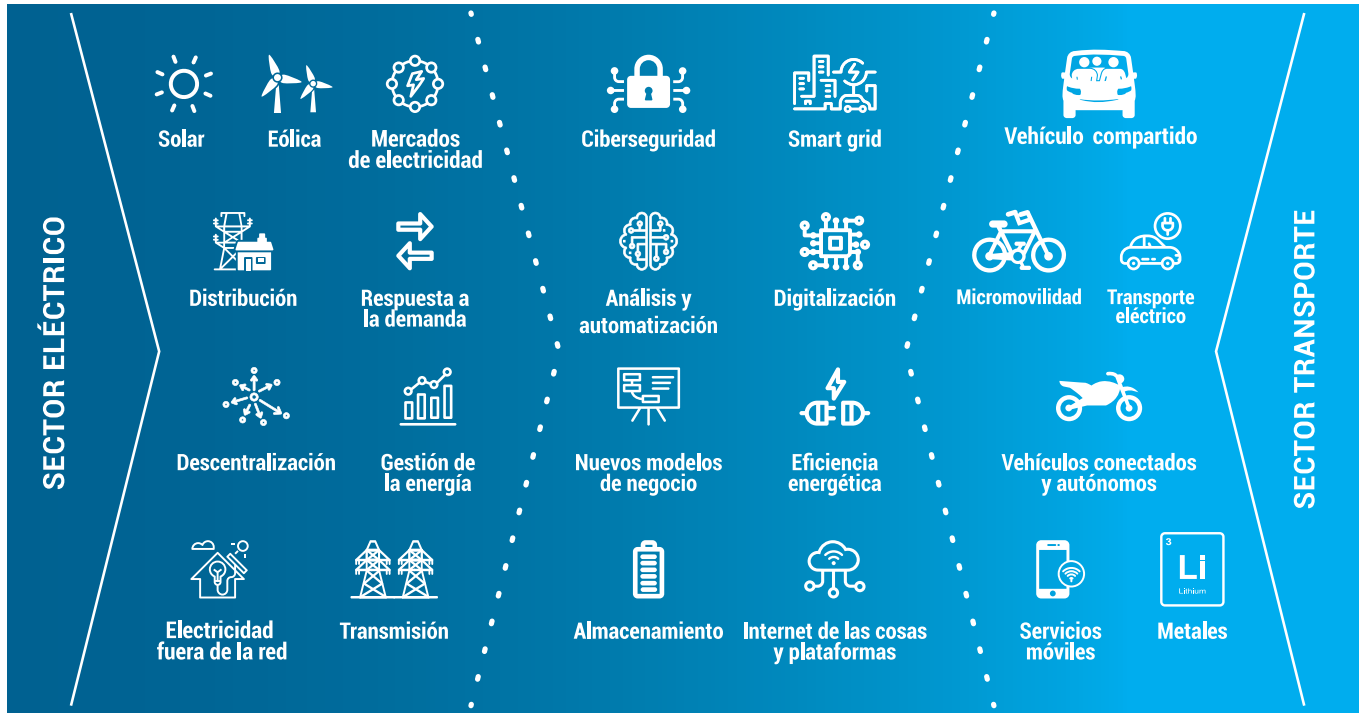 SECTOR ELÉCTRICO
Solar
Eólica
Mercados
de electricidad
Distribución
Respuesta a
la demanda
Descentralización
Gestión de
la energía
Electricidad
fuera de la red
Transmisión
Ciberseguridad
Smart grid
Análisis y
automatización
Digitalización
Nuevos modelos
de negocio
Eficiencia
energética
Almacenamiento
Internet de las cosas
y plataformas
Vehículo compartido
Micromovilidad
Transporte
eléctrico
Vehículos conectados
y autónomos
Servicios
móviles
3
Li
Lithium
Metales
SECTOR TRANSPORTE